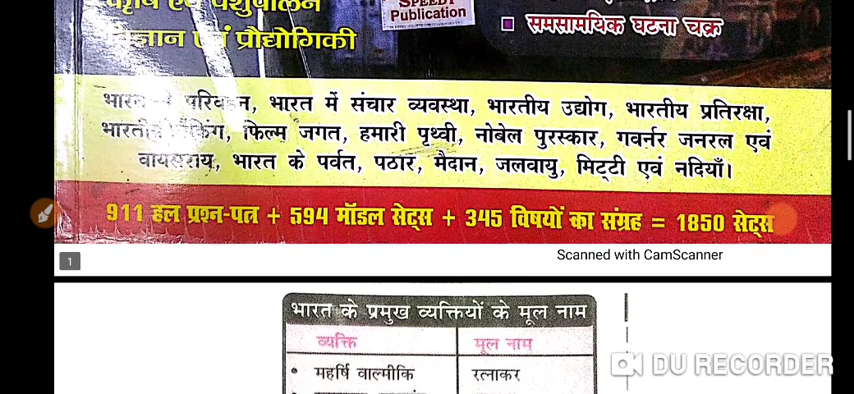 कृषि एवं पशुपालन
विज्ञान एवं प्रौद्योगिकी
SPEEDY
Publication
समसामयिक घटना चक्र
परिवहन, भारत में संचार व्यवस्था, भारतीय उद्योग, भारतीय प्रतिरक्षा,
फिल्म जगत, हमारी पृथ्वी, नोबेल पुरस्कार, गवर्नर जनरल एवं
वायसराय, भारत के पर्वत, पठार, मैदान, जलवायु, मिट्टी एवं नदियाँ।
911 हल प्रश्न-पत्र + 594 मॉडल सेट्स + 345 विषयों का संग्रह = 1850 सेट्स
1
Scanned with CamScanner
भारत के प्रमुख व्यक्तियों के मूल नाम
व्यक्ति मूल नाम
• महर्षि वाल्मीकि रत्नाकर
DU RECORDER